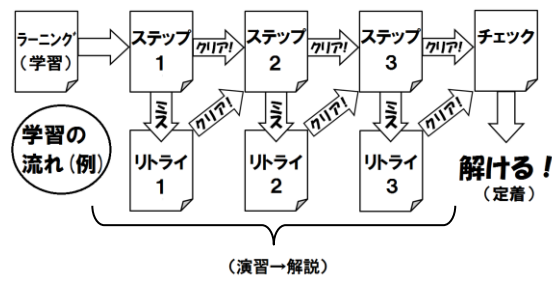 ラーニング
（学習）
ステップ
1
クリア！
ステップ
2
クリア！
ステップ
3
クリア！
チェック
ミス
クリア！
ミス
クリア！
ミス
クリア！
学習の
流れ（例）
リトライ
1
リトライ
2
リトライ
3
解ける！
（定着）
（演習→解説）